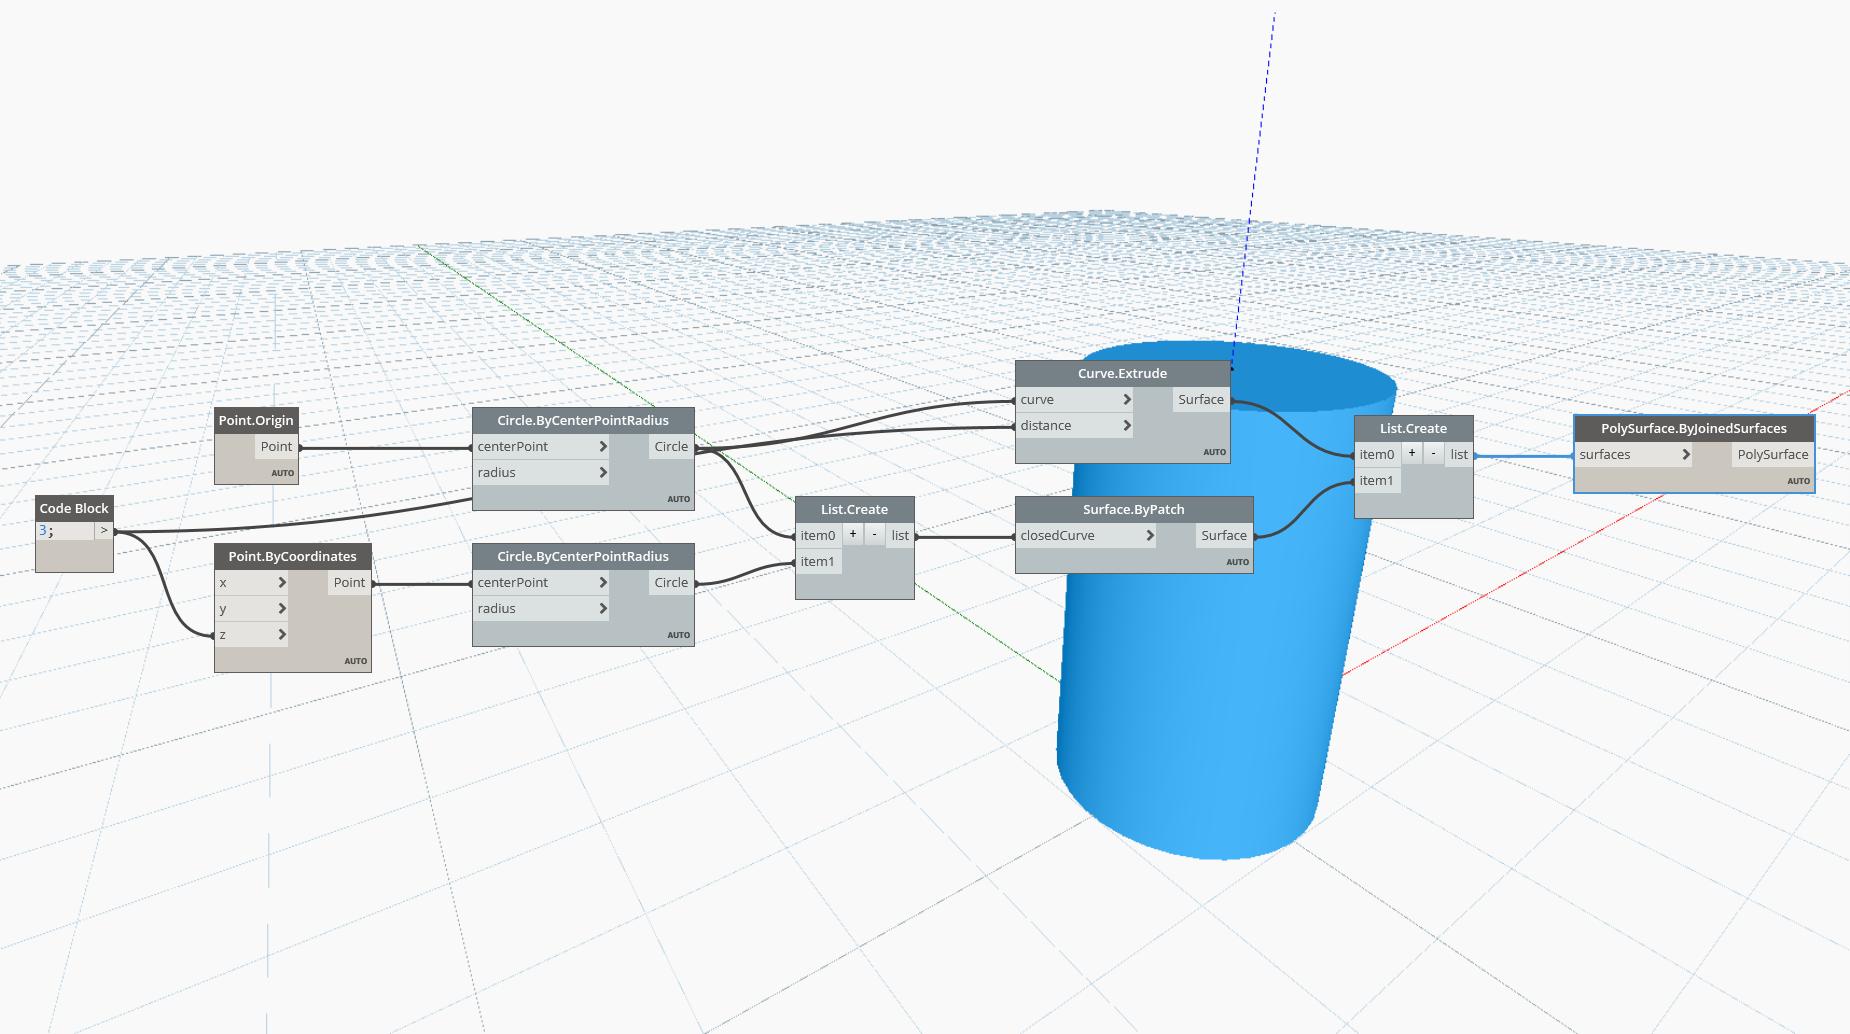 Code Block
3;
>
Point.Origin
Point
AUTO
Point.ByCoordinates
x
Point
y
z
AUTO
Circle.ByCenterPointRadius
centerPoint
Circle
radius
AUTO
Circle.ByCenterPointRadius
centerPoint
Circle
radius
AUTO
List.Create
item0 + - list
item1
Curve.Extrude
curve
Surface
distance
AUTO
Surface.ByPatch
closedCurve
Surface
AUTO
List.Create
item0 + - list
item1
PolySurface.ByJoinedSurfaces
surfaces
PolySurface
AUTO